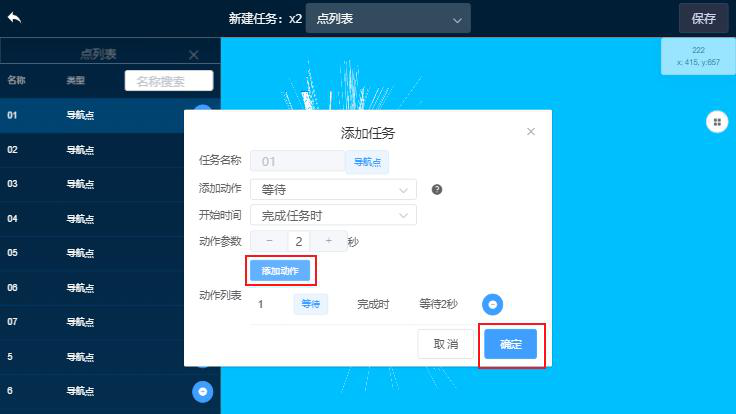 新建任务：x2 点列表 保存
点列表
222
x: 415, y:657
名称 类型 名称搜索
01 导航点
02 导航点
03 导航点
04 导航点
05 导航点
06 导航点
07 导航点
5 导航点
6 导航点
添加任务
任务名称 01 导航点
添加动作 等待
开始时间 完成任务时
动作参数 − 2 + 秒
添加动作
动作列表 1 等待 完成时 等待2秒
取消 确定